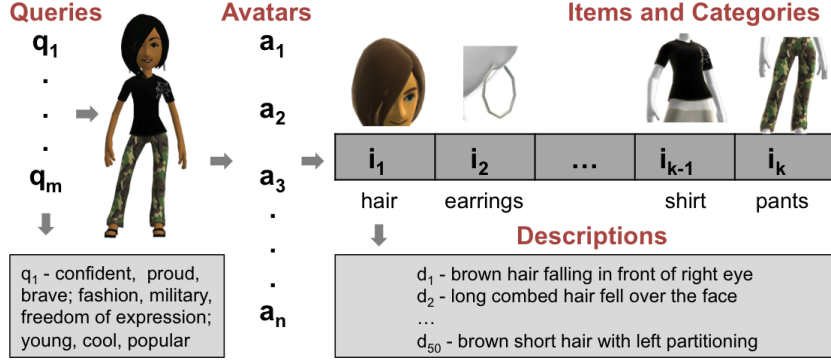 Queries
Avatars
Items and Categories
q1
.
.
.
qm
a1
a2
a3
.
.
.
an
i1
i2
...
ik-1
ik
hair
earrings
shirt
pants
q1 - confident, proud,
brave; fashion, military,
freedom of expression;
young, cool, popular
Descriptions
d1 - brown hair falling in front of right eye
d2 - long combed hair fell over the face
...
d50 - brown short hair with left partitioning